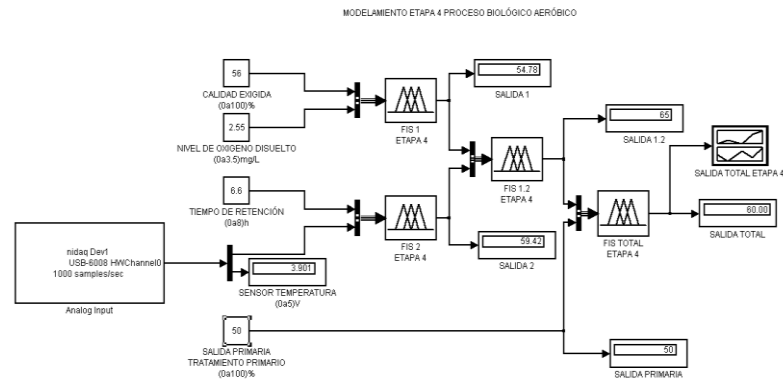 MODELAMIENTO ETAPA 4 PROCESO BIOLÓGICO AERÓBICO
56
CALIDAD EXIGIDA
(0a100)%
2.55
NIVEL DE OXIGENO DISUELTO
(0a3.5)mg/L
FIS 1
ETAPA 4
54.78
SALIDA 1
6.6
TIEMPO DE RETENCIÓN
(0a8)h
FIS 2
ETAPA 4
FIS 1.2
ETAPA 4
59.42
SALIDA 2
65
SALIDA 1.2
SALIDA TOTAL ETAPA 4
60.00
SALIDA TOTAL
FIS TOTAL
ETAPA 4
nidaq Dev1
USB-6008 HWChannel0
1000 samples/sec
Analog Input
3.901
SENSOR TEMPERATURA
(0a5)V
50
SALIDA PRIMARIA
TRATAMIENTO PRIMARIO
(0a100)%
50
SALIDA PRIMARIA